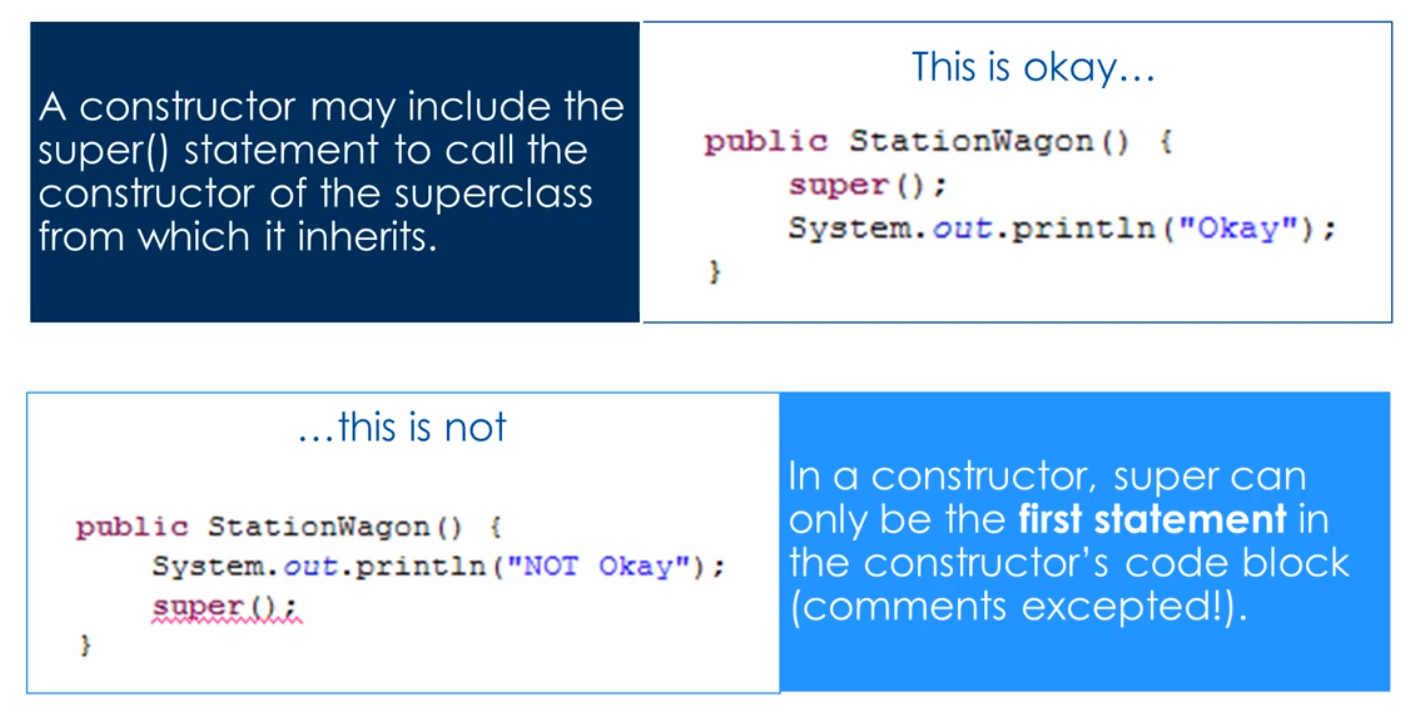 A constructor may include the
super() statement to call the
constructor of the superclass
from which it inherits.
This is okay...
public StationWagon() {
    super();
    System.out.println("Okay");
}
...this is not
public StationWagon() {
    System.out.println("NOT Okay");
    super();
}
In a constructor, super can
only be the first statement in
the constructor’s code block
(comments excepted!).